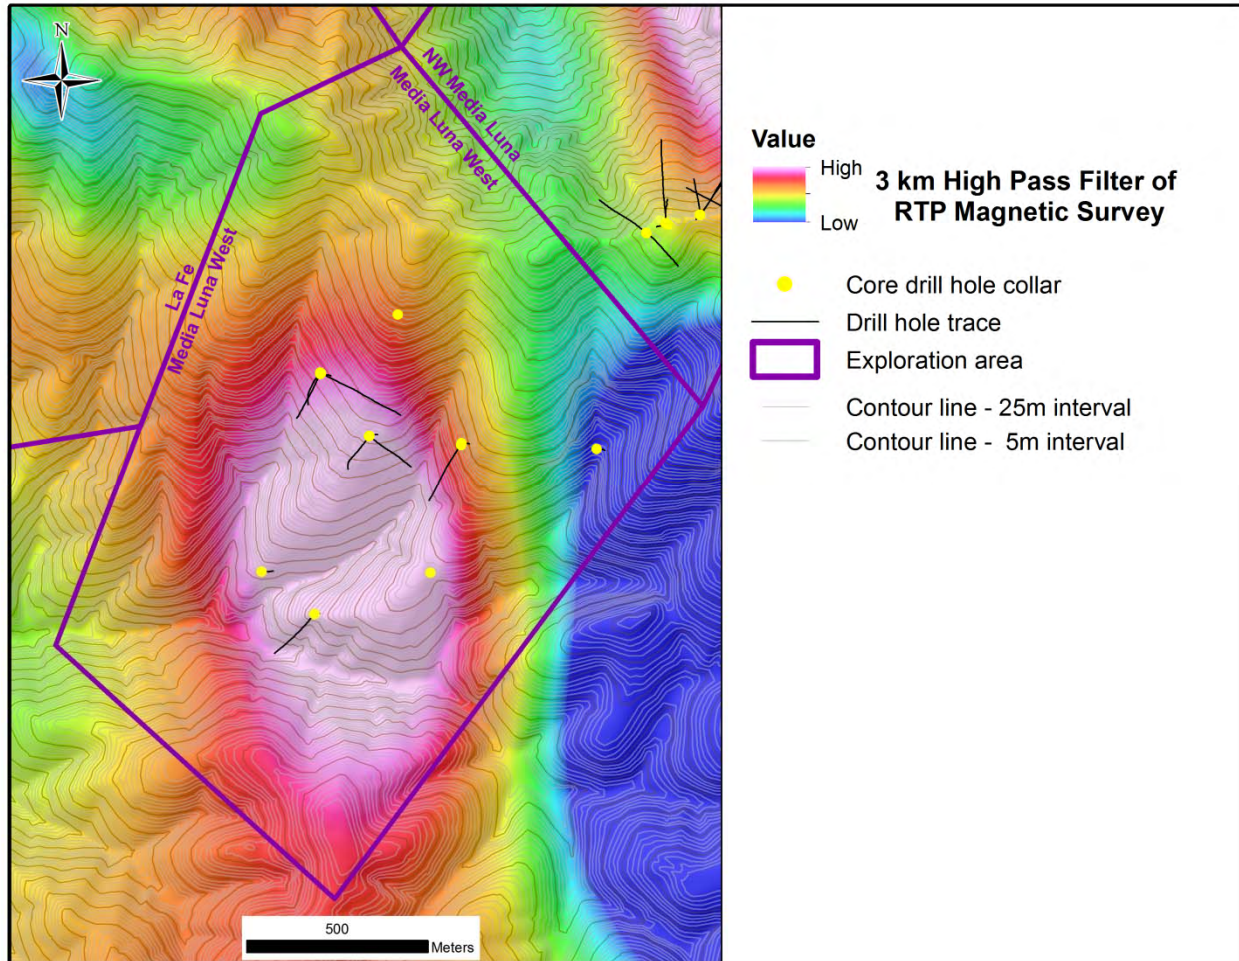 N
NW Media Luna
Media Luna West
La Fe
Media Luna West
500
Meters
Value
High
Low
3 km High Pass Filter of
RTP Magnetic Survey
Core drill hole collar
Drill hole trace
Exploration area
Contour line - 25m interval
Contour line -  5m interval